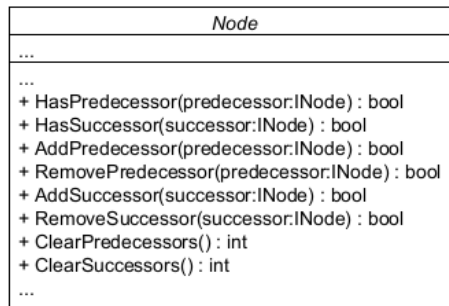 Node
...
...
+ HasPredecessor(predecessor:INode) : bool
+ HasSuccessor(successor:INode) : bool
+ AddPredecessor(predecessor:INode) : bool
+ RemovePredecessor(predecessor:INode) : bool
+ AddSuccessor(successor:INode) : bool
+ RemoveSuccessor(successor:INode) : bool
+ ClearPredecessors() : int
+ ClearSuccessors() : int
...